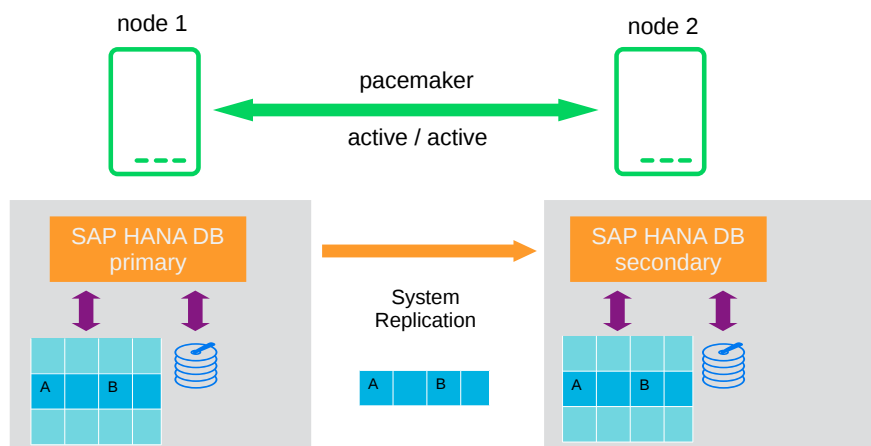 node 1
node 2
pacemaker
active / active
SAP HANA DB
primary
SAP HANA DB
secondary
System
Replication
A B
A B
A B